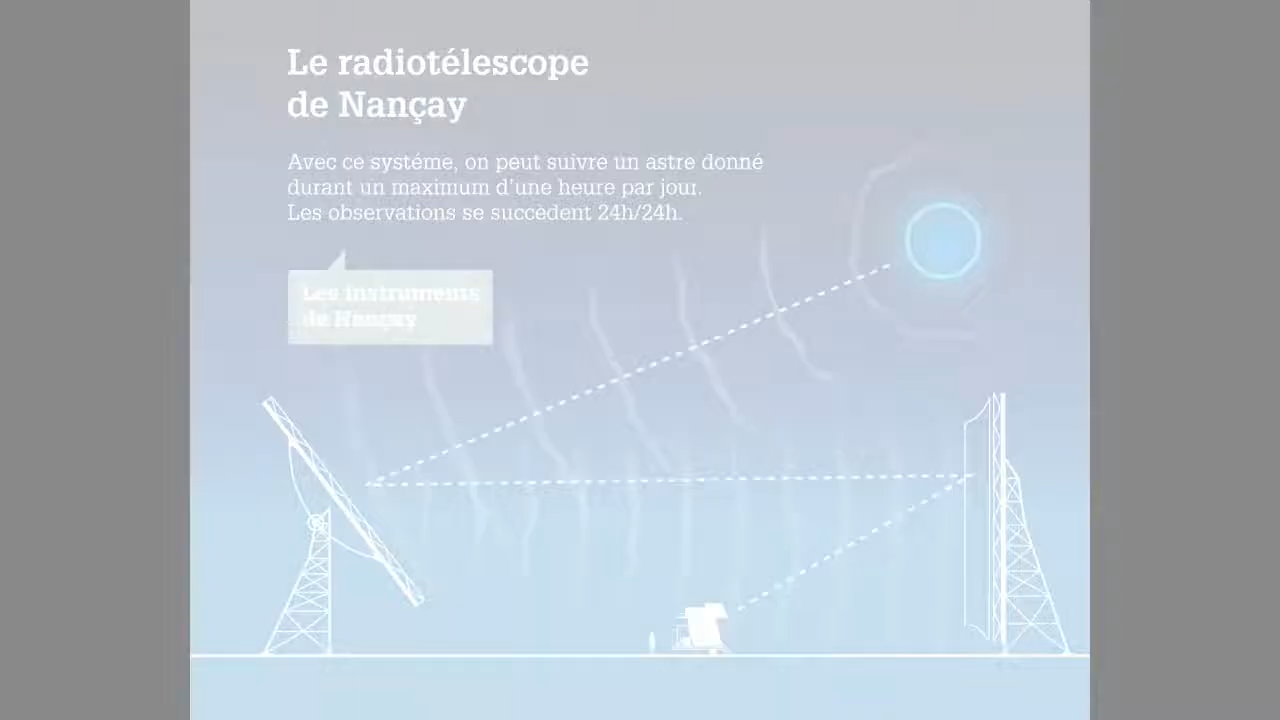 Le radiotélescope
de Nançay
Avec ce systéme, on peut suivre un astre donné
durant un maximum d'une heure par jour.
Les observations se succèdent 24h/24h.
Les instruments
de Nançay